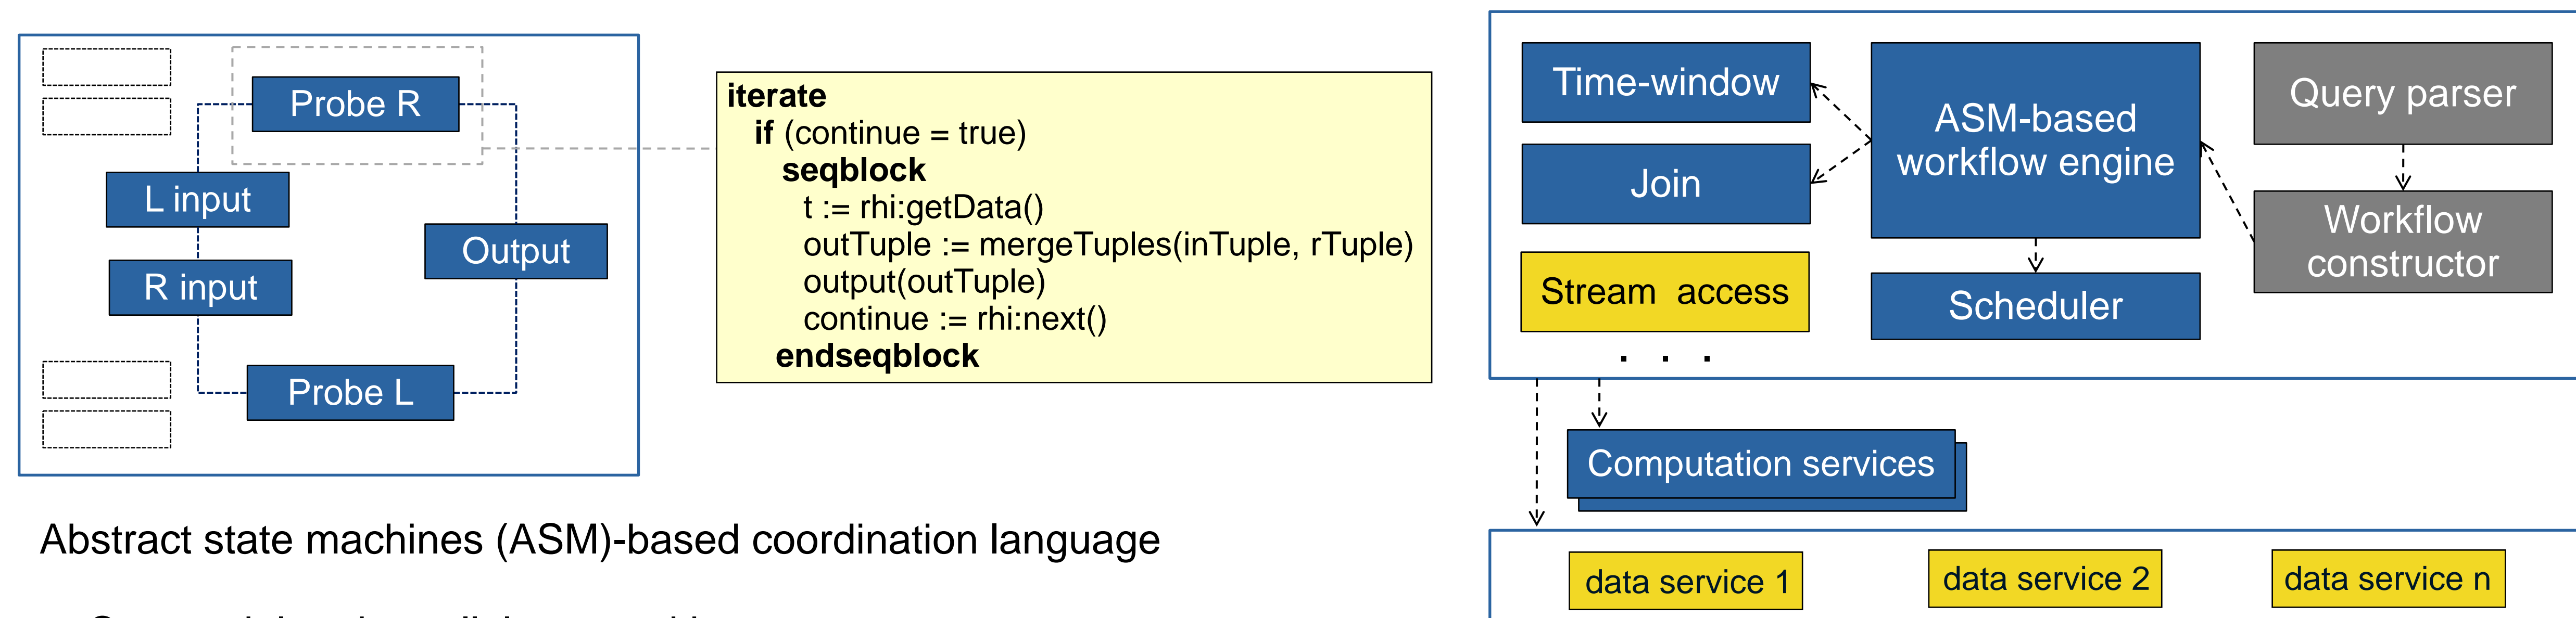 Probe R
L input
R input
Output
Probe L
iterate
if (continue = true)
seqblock
t := rhi:getData()
outTuple := mergeTuples(inTuple, rTuple)
output(outTuple)
continue := rhi:next()
endseqblock
Abstract state machines (ASM)-based coordination language
Time-window
Join
Stream access
. . .
ASM-based
workflow engine
Scheduler
Query parser
Workflow
constructor
Computation services
data service 1
data service 2
data service n